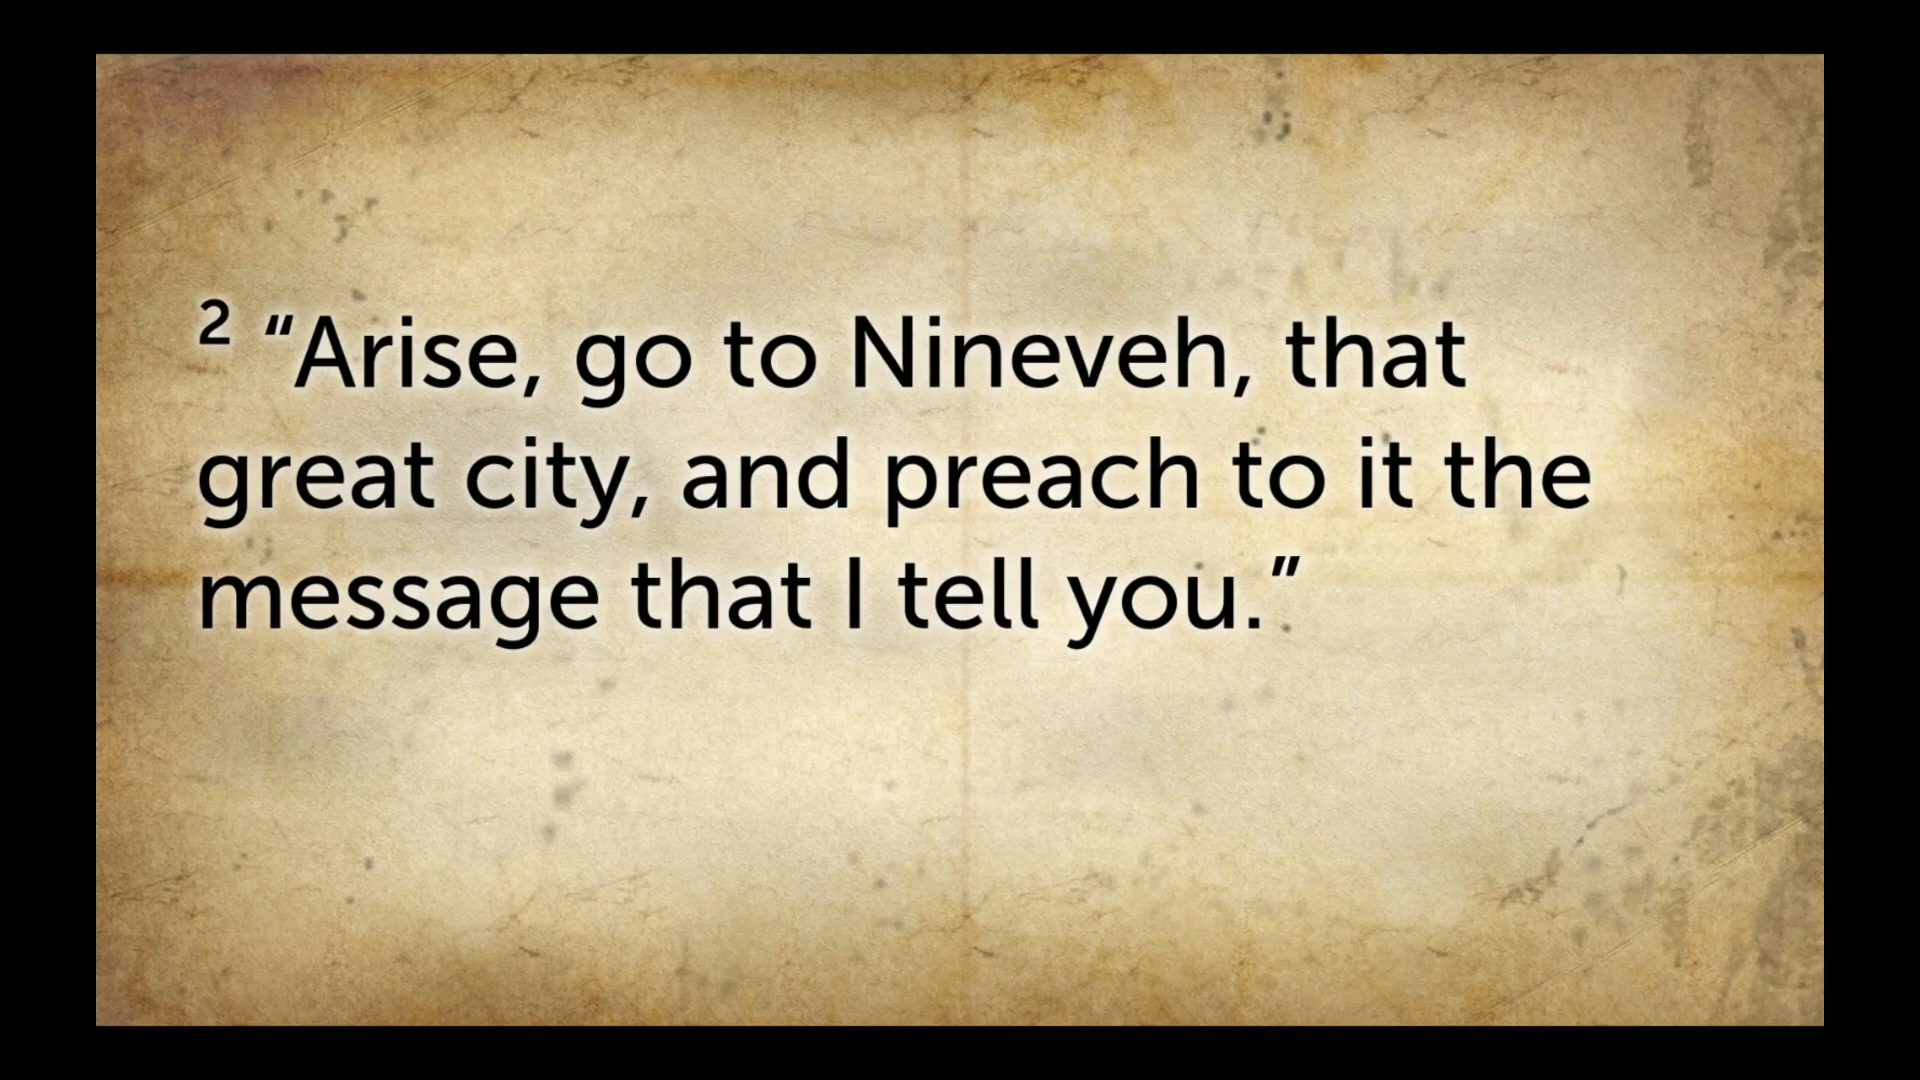 ² “Arise, go to Nineveh, that
great city, and preach to it the
message that I tell you.”